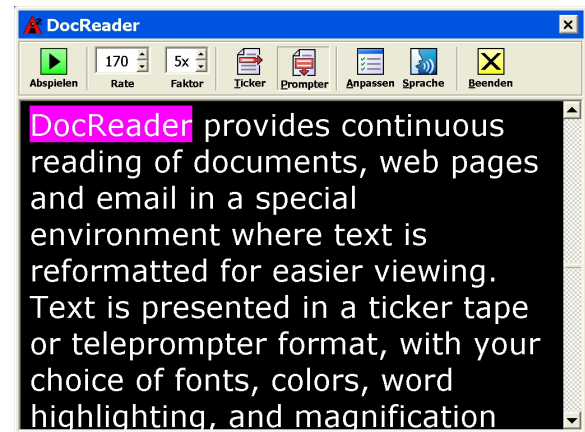 DocReader
170 5x
Abspielen Rate Faktor Ticker Prompter Anpassen Sprache Beenden
DocReader provides continuous
reading of documents, web pages
and email in a special
environment where text is
reformatted for easier viewing.
Text is presented in a ticker tape
or teleprompter format, with your
choice of fonts, colors, word
highlighting, and magnification